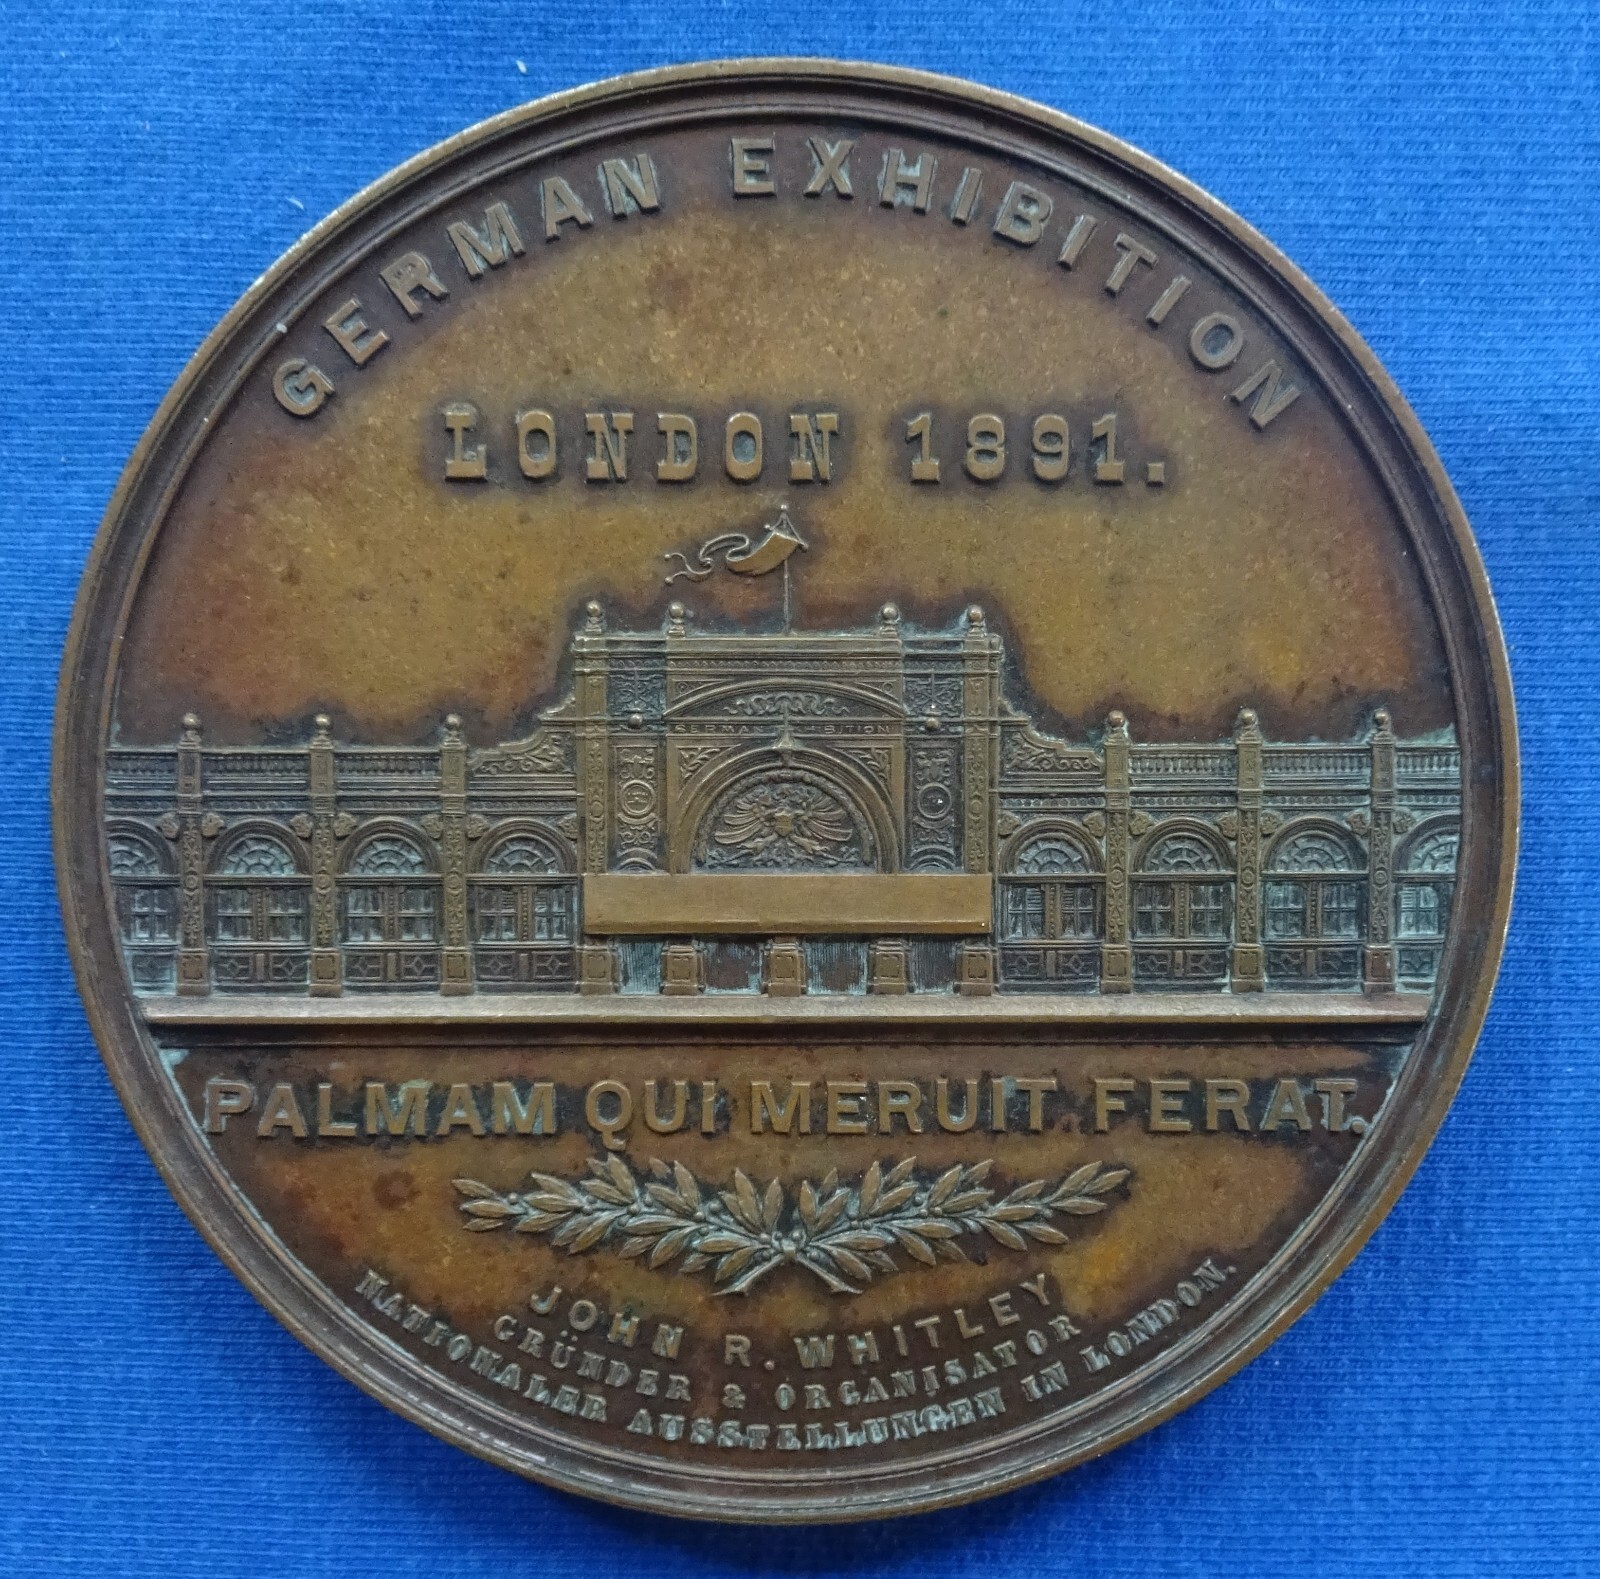 GERMAN EXHIBITION
LONDON 1891.
GERMAN EXHIBITION
PALMAM QUI MERUIT FERAT.
JOHN R. WHITLEY
GRÜNDER & ORGANISATOR
NATIONALER AUSSTELLUNGEN IN LONDON.